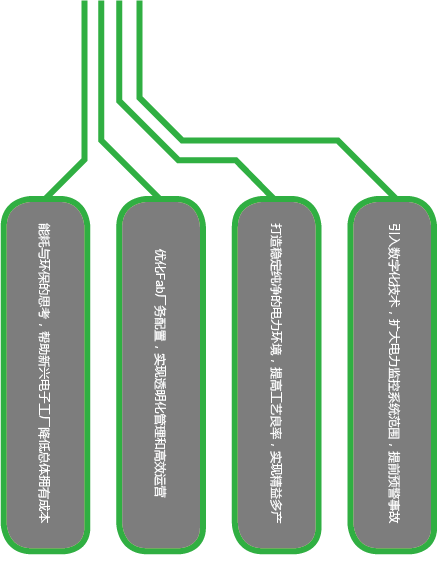 引入数字化技术，扩大电力监控系统范围，提前预警事故
打造稳定纯净的电力环境，提高工艺良率，实现精益多产
优化Fab厂务配置，实现透明化管理和高效运营
能耗与环保的思考，帮助新兴电子工厂降低总体拥有成本